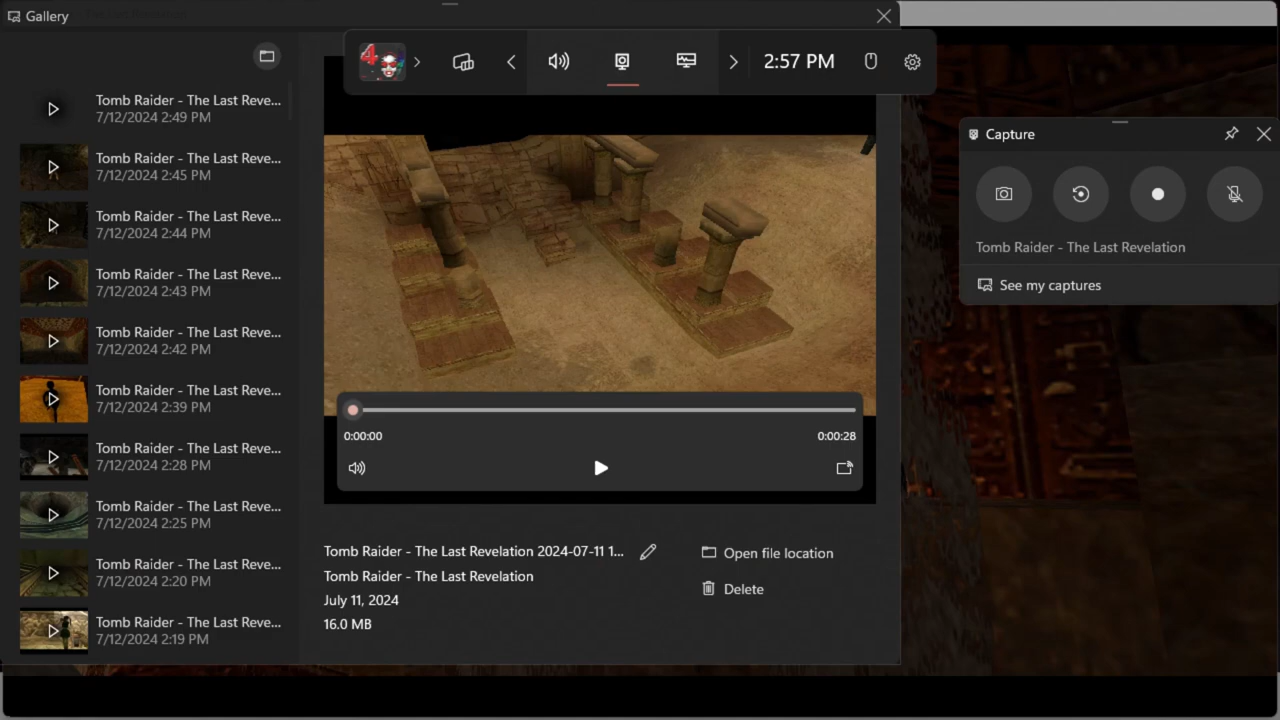 Gallery
2:57 PM
Tomb Raider - The Last Reve...
7/12/2024 2:49 PM
Tomb Raider - The Last Reve...
7/12/2024 2:45 PM
Tomb Raider - The Last Reve...
7/12/2024 2:44 PM
Tomb Raider - The Last Reve...
7/12/2024 2:43 PM
Tomb Raider - The Last Reve...
7/12/2024 2:42 PM
Tomb Raider - The Last Reve...
7/12/2024 2:39 PM
Tomb Raider - The Last Reve...
7/12/2024 2:28 PM
Tomb Raider - The Last Reve...
7/12/2024 2:25 PM
Tomb Raider - The Last Reve...
7/12/2024 2:20 PM
Tomb Raider - The Last Reve...
7/12/2024 2:19 PM
0:00:00
0:00:28
Tomb Raider - The Last Revelation 2024-07-11 1...
Tomb Raider - The Last Revelation
July 11, 2024
16.0 MB
Open file location
Delete
Capture
Tomb Raider - The Last Revelation
See my captures
4